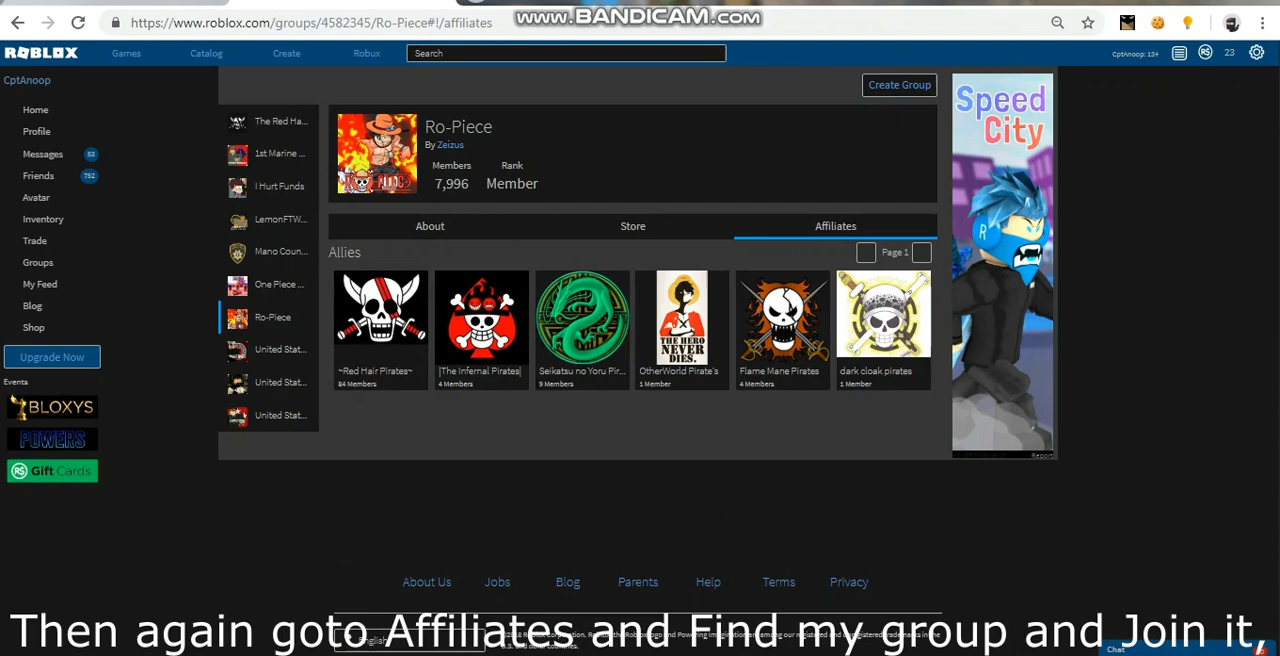 www.BANDICAM.com
https://www.roblox.com/groups/4582345/Ro-Piece#!/affiliates
ROBLOX Games Catalog Create Robux Search CptAnoop: 13+ 23
CptAnoop
Home
Profile
Messages 53
Friends 752
Avatar
Inventory
Trade
Groups
My Feed
Blog
Shop
Upgrade Now
Events
BLOXYS
POWERS
Gift Cards
The Red Ha...
1st Marine ...
I Hurt Funds
LemonFTW...
Mano Coun...
One Piece ...
Ro-Piece
United Stat...
United Stat...
United Stat...
Create Group
Ro-Piece
By Zeizus
Members Rank
7,996 Member
About Store Affiliates
Allies Page 1
THE HERO
NEVER
DIES.
~Red Hair Pirates~ |The Infernal Pirates| Seikatsu no Yoru Pir... OtherWorld Pirate's Flame Mane Pirates dark cloak pirates
84 Members 4 Members 9 Members 1 Member 4 Members 1 Member
Speed
City
Report
About Us Jobs Blog Parents Help Terms Privacy
English
Then again goto Affiliates and Find my group and Join it,
Chat